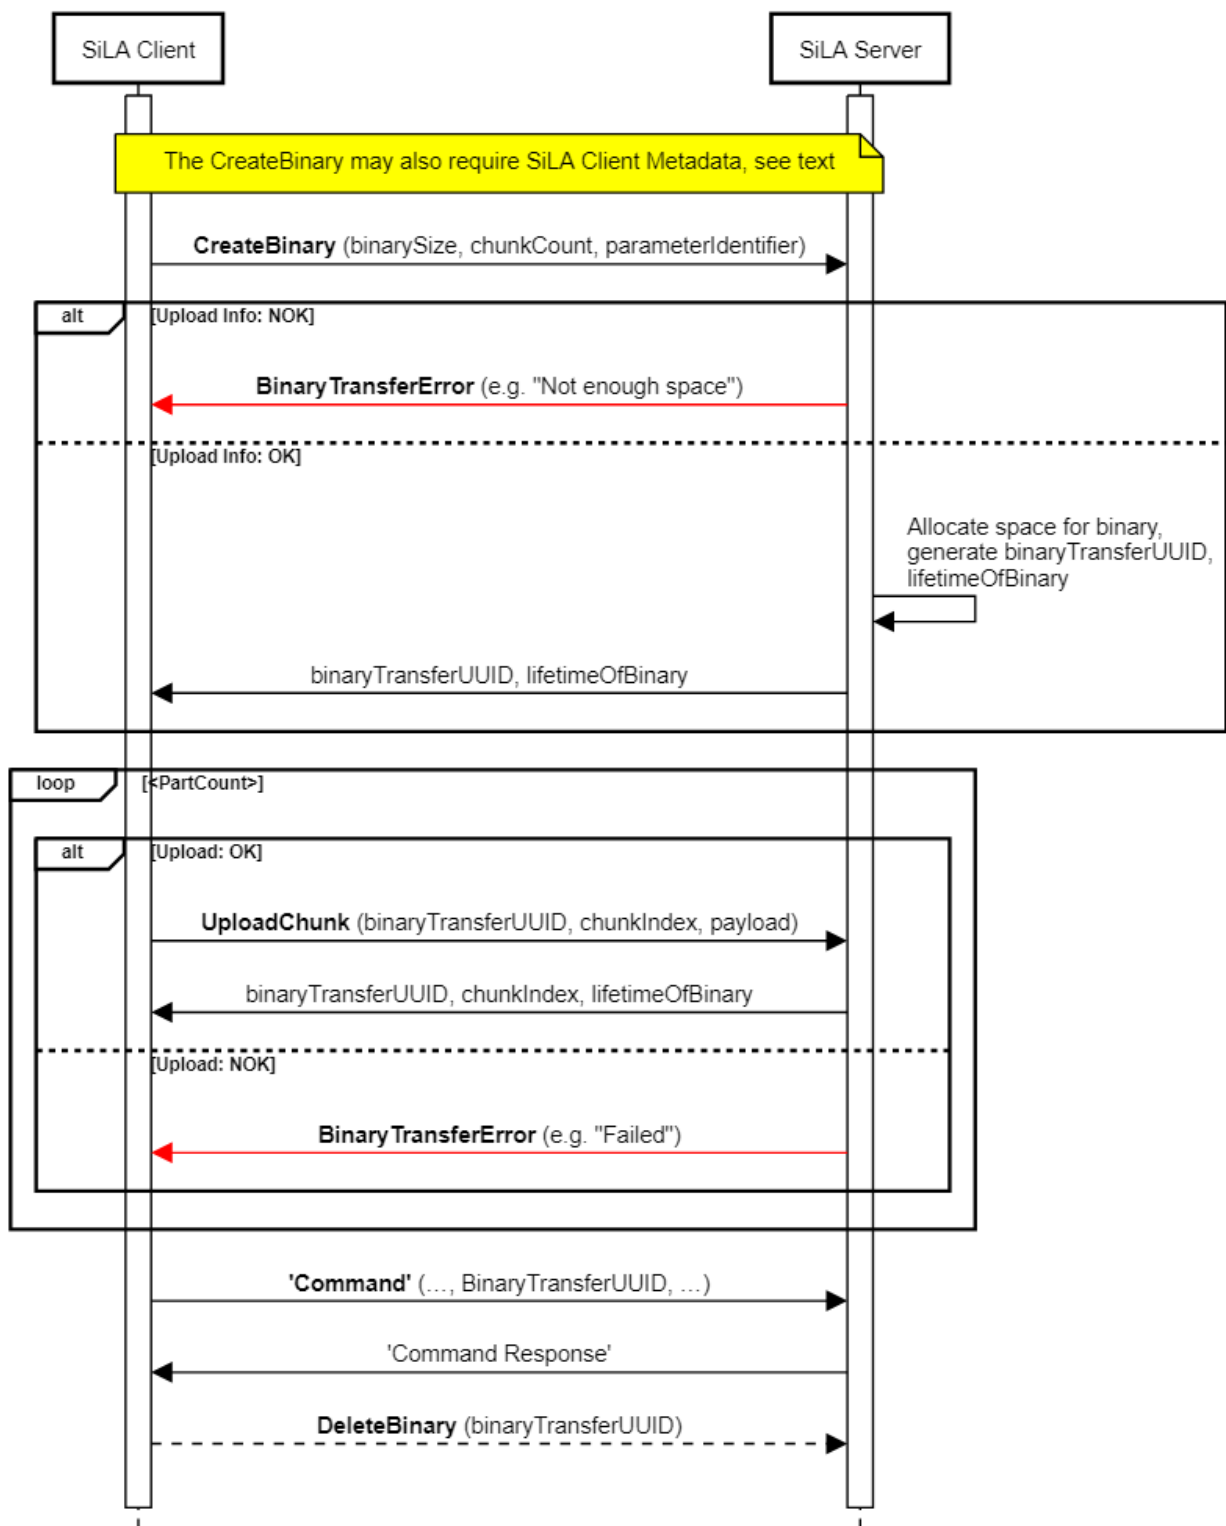 SiLA Client
SiLA Server
The CreateBinary may also require SiLA Client Metadata, see text
CreateBinary (binarySize, chunkCount, parameterIdentifier)
alt
[Upload Info: NOK]
BinaryTransferError (e.g. "Not enough space")
[Upload Info: OK]
Allocate space for binary,
generate binaryTransferUUID,
lifetimeOfBinary
binaryTransferUUID, lifetimeOfBinary
loop
[<PartCount>]
alt
[Upload: OK]
UploadChunk (binaryTransferUUID, chunkIndex, payload)
binaryTransferUUID, chunkIndex, lifetimeOfBinary
[Upload: NOK]
BinaryTransferError (e.g. "Failed")
'Command' (…, BinaryTransferUUID, …)
'Command Response'
DeleteBinary (binaryTransferUUID)